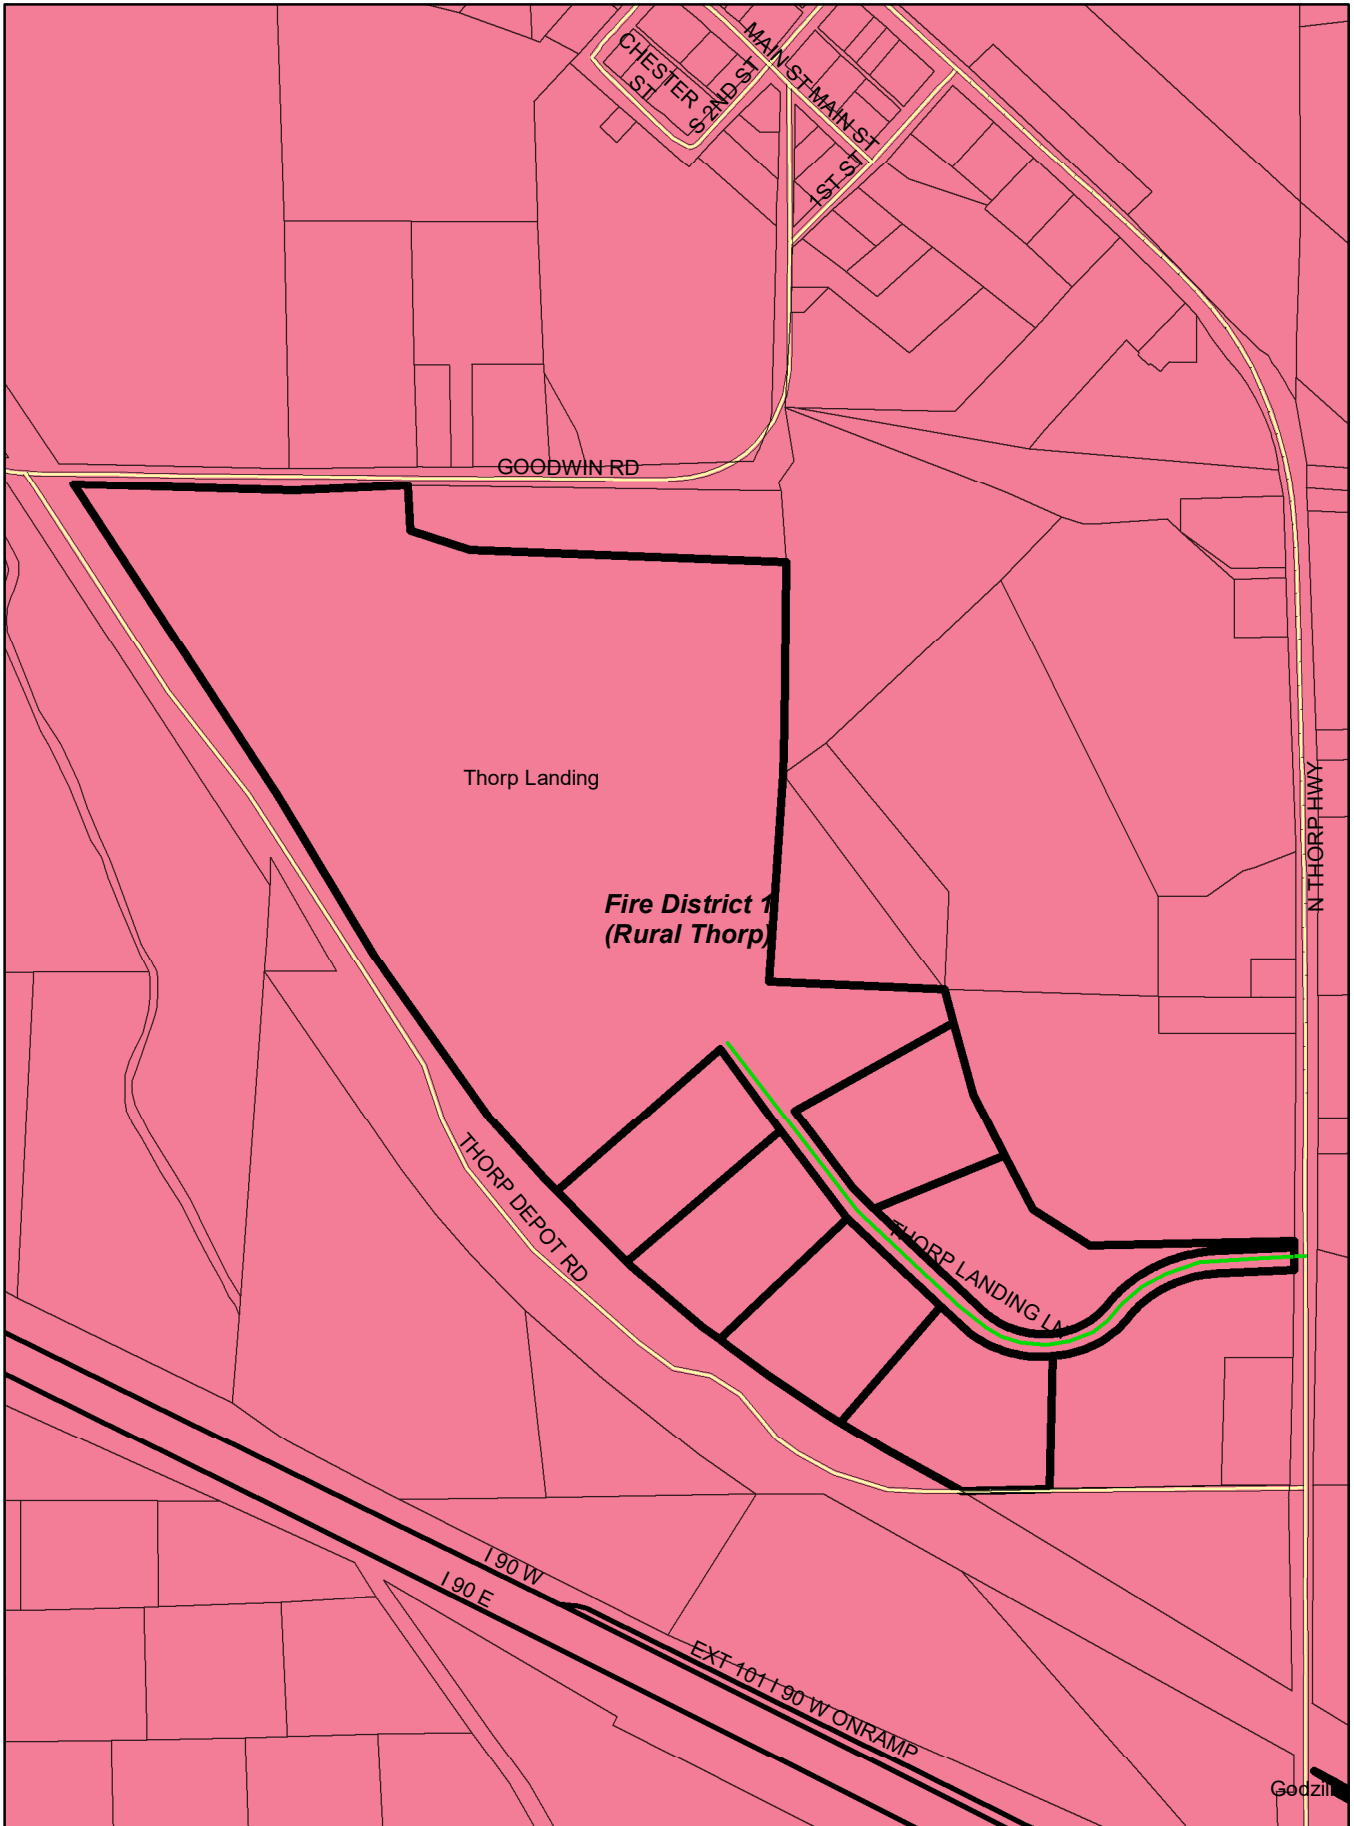 MAIN ST
CHESTER
ST
S 2ND ST
MAIN ST
1ST ST
GOODWIN RD
Thorp Landing
N THORP HWY
Fire District 1
(Rural Thorp)
THORP DEPOT RD
THORP LANDING LN
I 90 W
I 90 E
EXT 101 I 90 W ONRAMP